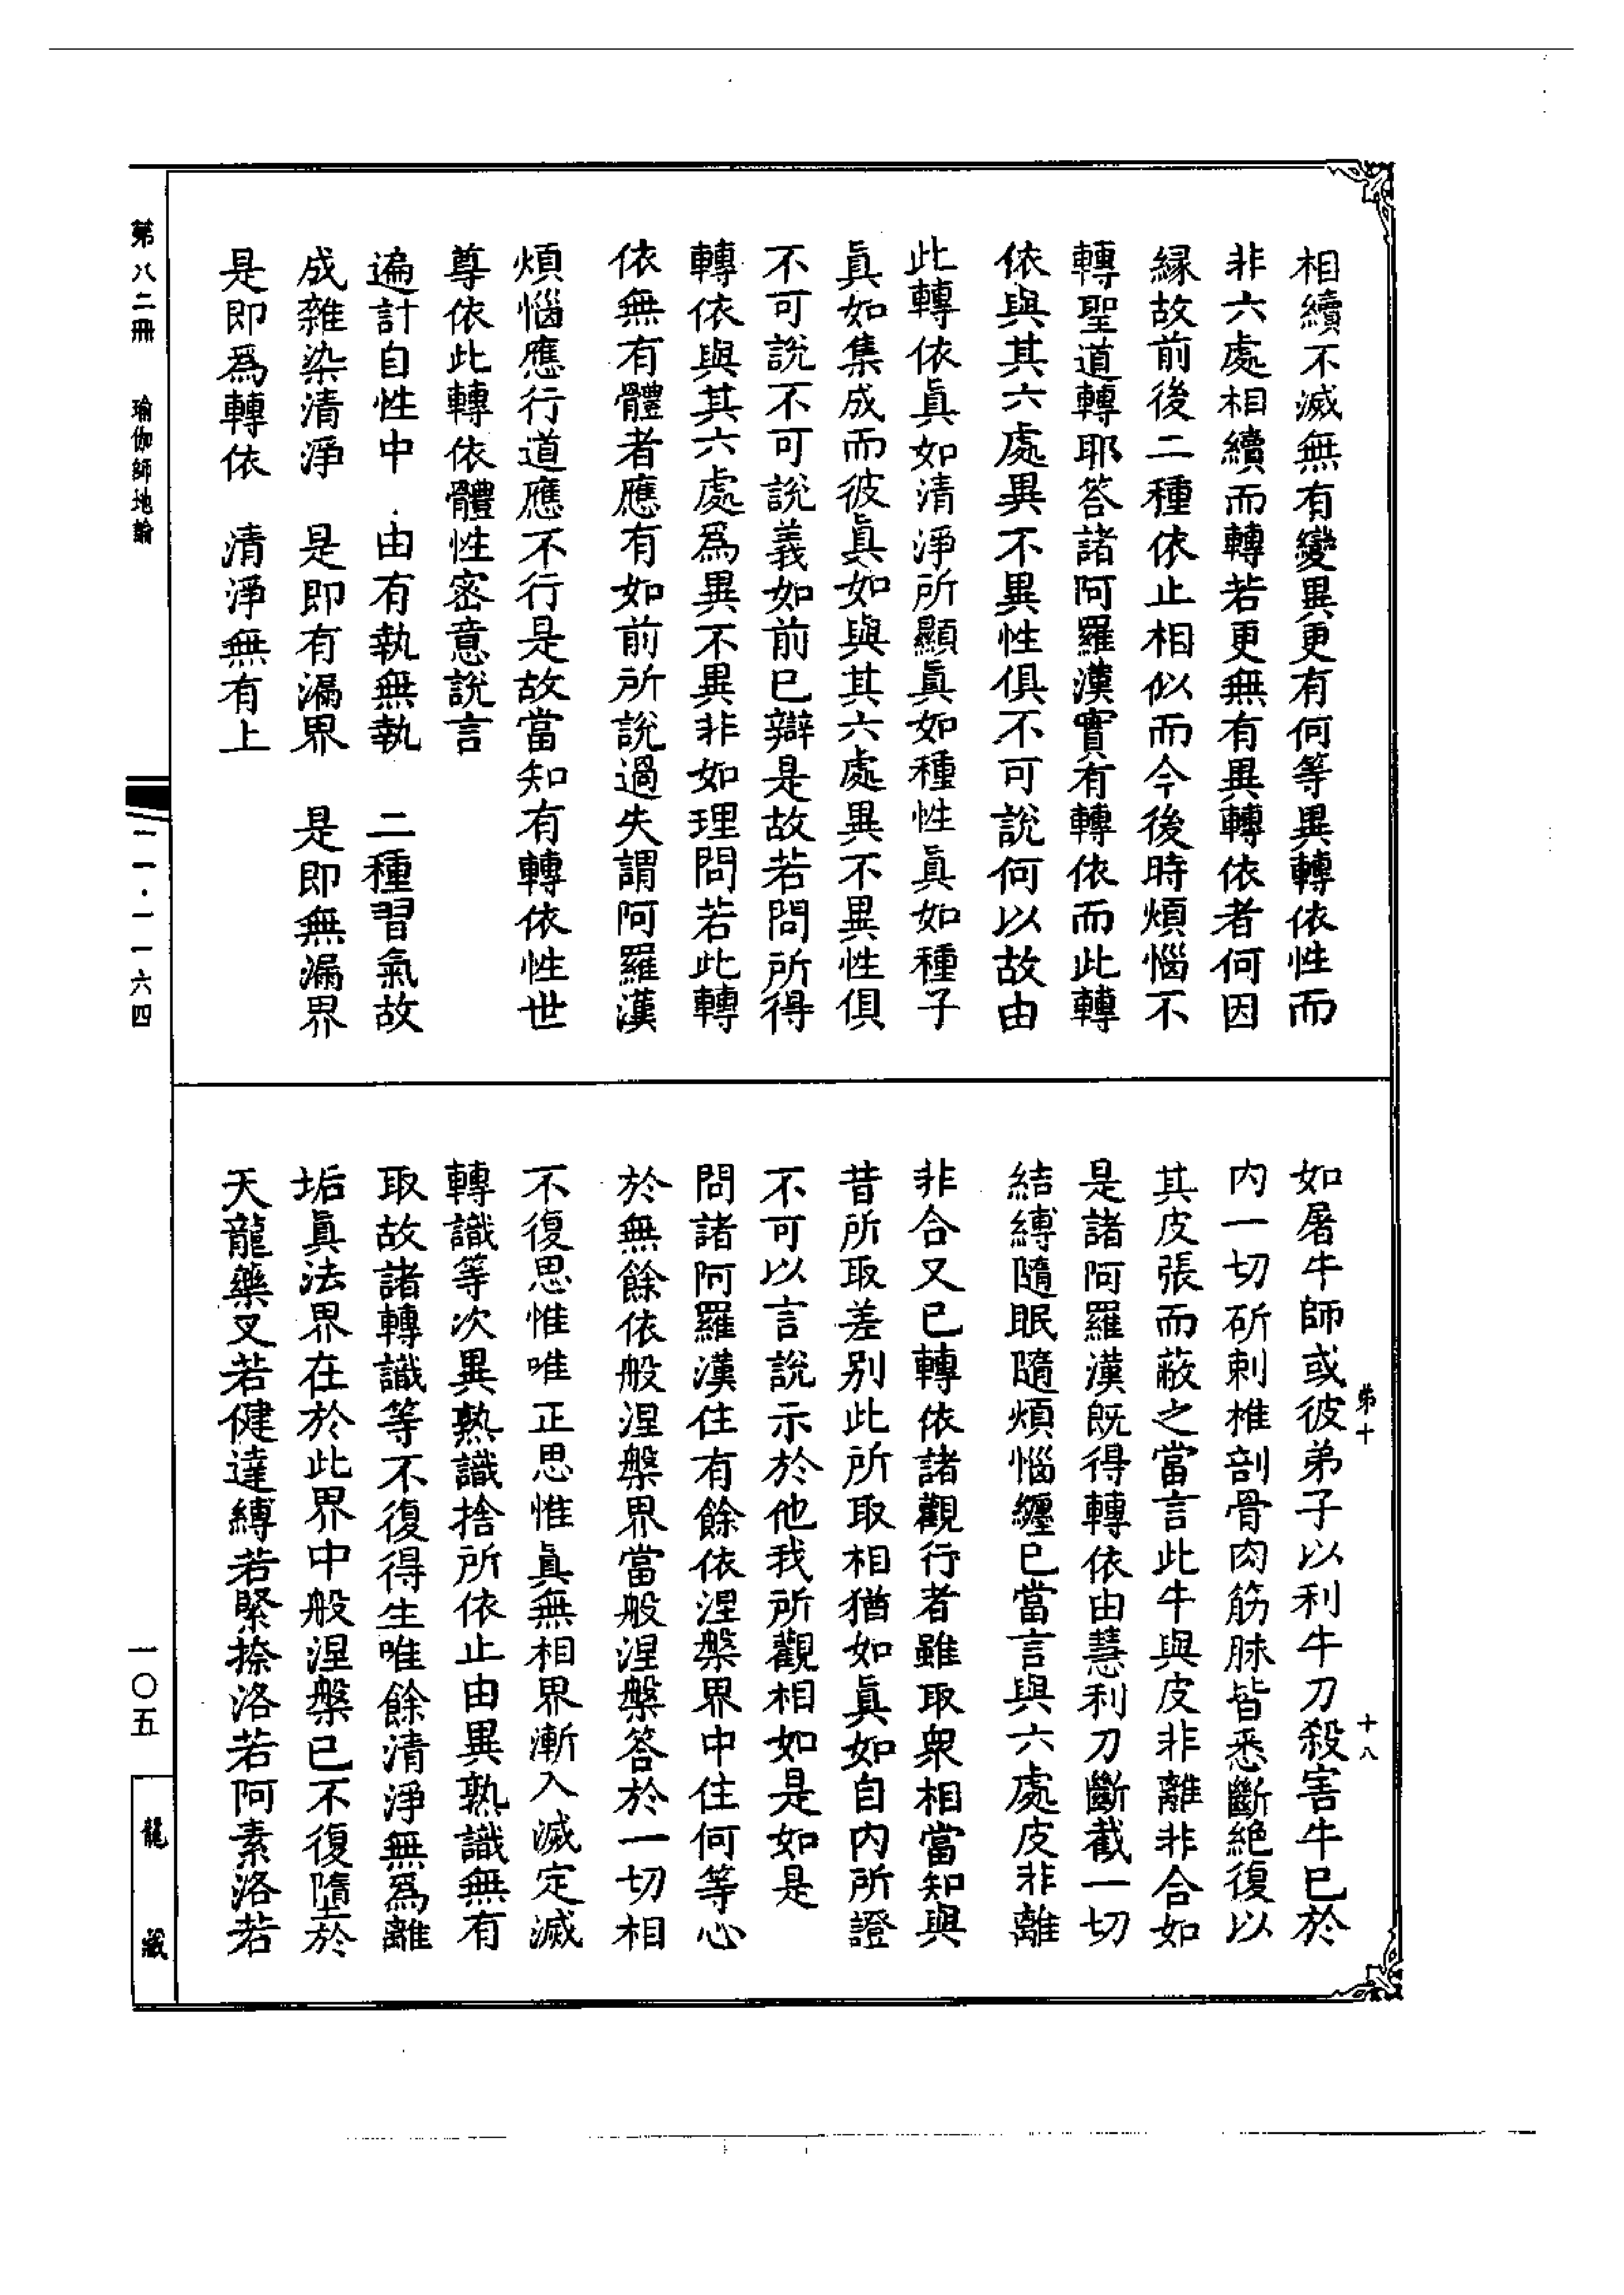 相續不滅無有變異更有何等異轉依性而
非六處相續而轉若更無有異轉依者何因
緣故前後二種依止相似而今後時煩惱不
轉聖道轉耶答諸阿羅漢實有轉依而此轉
依與其六處異不異性俱不可說何以故由
此轉依眞如清淨所顯眞如種性眞如種子
眞如集成而彼眞如與其六處異不異性俱
不可說不可說義如前已辯是故若問所得
轉依與其六處爲異不異非如理問若此轉
依無有體者應有如前所說過失謂阿羅漢
煩惱應行道應不行是故當知有轉依性世
尊依此轉依體性密意說言
遍計自性中　由有執無執　二種習氣故
成雜染清淨　是即有漏界　是即無漏界
是即爲轉依　清淨無有上
如屠牛師或彼弟子以利牛刀殺害牛已於
内一切斫刺椎剖骨肉筋脉皆悉斷絶復以
其皮張而蔽之當言此牛與皮非離非合如
是諸阿羅漢旣得轉依由慧利刀斷截一切
結縛隨眠隨煩惱纏已當言與六處皮非離
非合又已轉依諸觀行者雖取衆相當知與
昔所取差别此所取相猶如眞如自内所證
不可以言說示於他我所觀相如是如是
問諸阿羅漢住有餘依涅槃界中住何等心
於無餘依般涅槃界當般涅槃答於一切相
不復思惟唯正思惟眞無相界漸入滅定滅
轉識等次異熟識捨所依止由異熟識無有
取故諸轉識等不復得生唯餘清淨無爲離
垢眞法界在於此界中般涅槃已不復墮於
天龍藥叉若健達縛若緊捺洛若阿素洛若
弟十
十八
第八二冊
瑜伽師地論
二一·一一六四
一〇五
龍藏